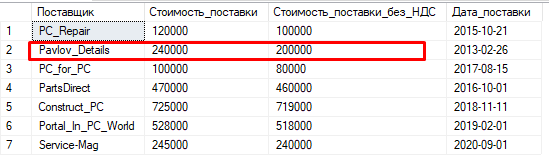 Поставщик Стоимость_поставки Стоимость_поставки_без_НДС Дата_поставки
1 PC_Repair 120000 100000 2015-10-21
2 Pavlov_Details 240000 200000 2013-02-26
3 PC_for_PC 100000 80000 2017-08-15
4 PartsDirect 470000 460000 2016-10-01
5 Construct_PC 725000 719000 2018-11-11
6 Portal_In_PC_World 528000 518000 2019-02-01
7 Service-Mag 245000 240000 2020-09-01